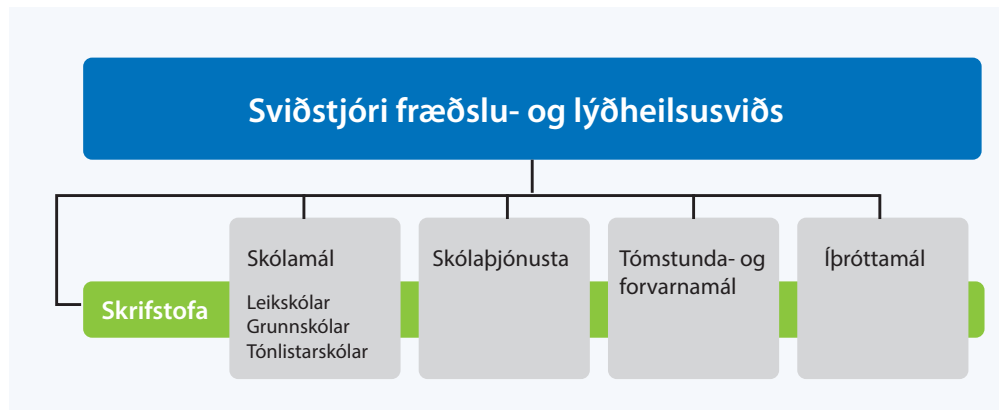 Sviðstjóri fræðslu- og lýðheilsusviðs
Skrifstofa
Skólamál
Leikskólar
Grunnskólar
Tónlistarskólar
Skólaþjónusta
Tómstunda- og
forvarnamál
Íþróttamál